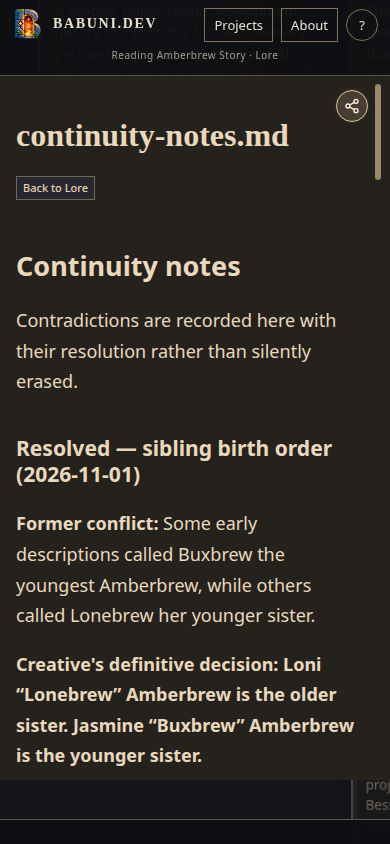 BABUNI.DEV
Projects
About
?
Reading Amberbrew Story · Lore
continuity-notes.md
Back to Lore
Continuity notes
Contradictions are recorded here with
their resolution rather than silently
erased.
Resolved — sibling birth order
(2026-11-01)
Former conflict: Some early
descriptions called Buxbrew the
youngest Amberbrew, while others
called Lonebrew her younger sister.
Creative's definitive decision: Loni
“Lonebrew” Amberbrew is the older
sister. Jasmine “Buxbrew” Amberbrew
is the younger sister.